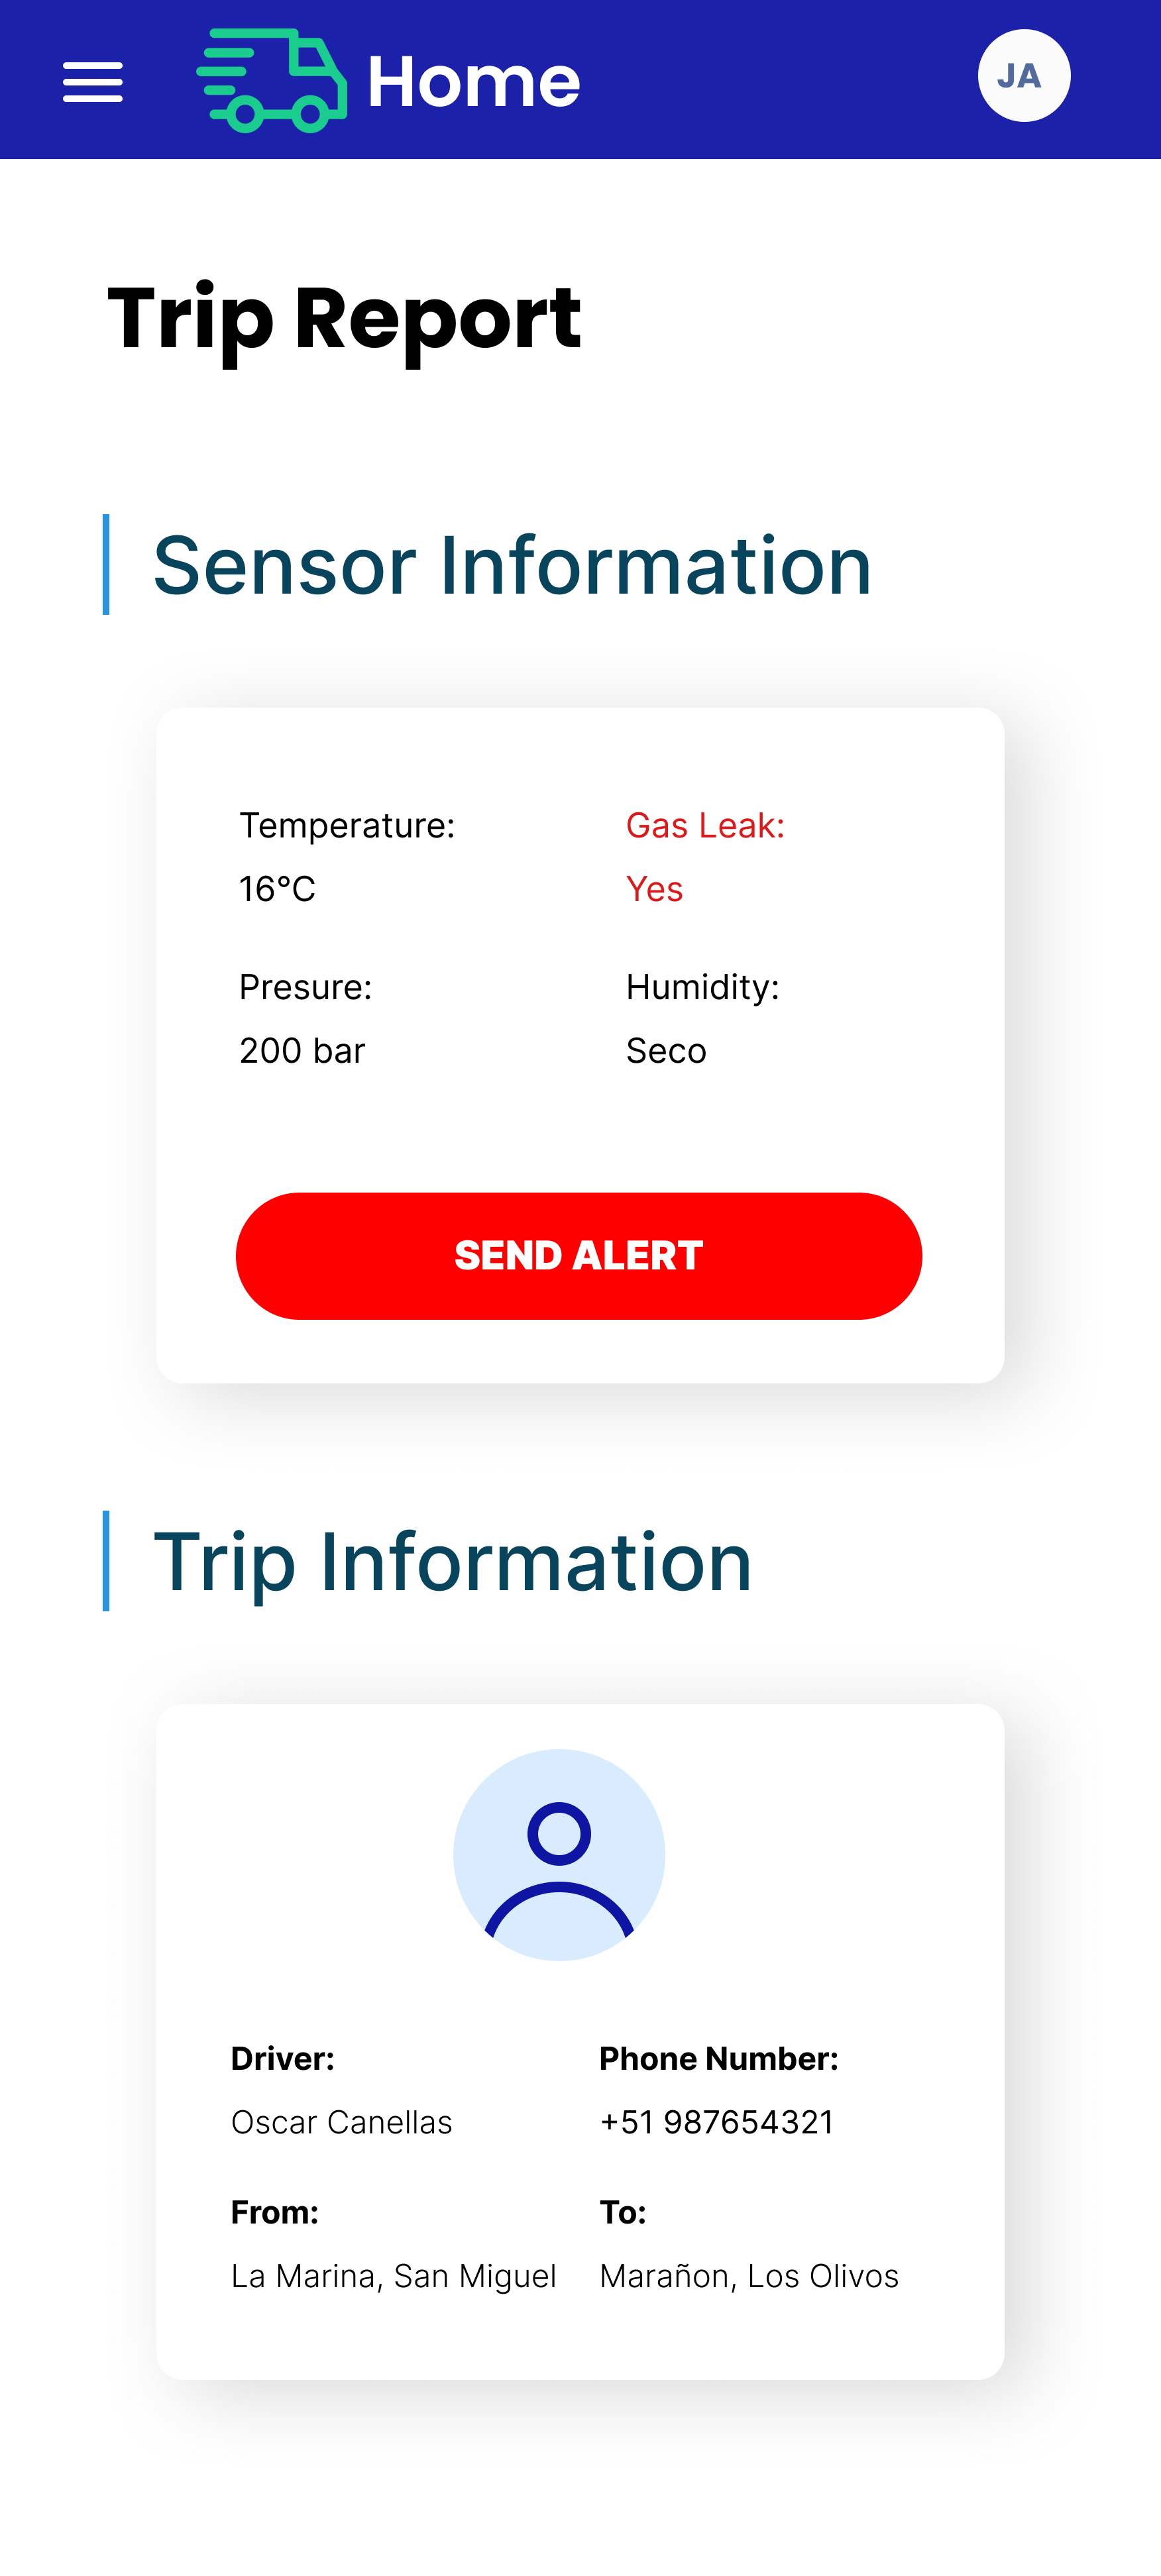 Home
JA
Trip Report
Sensor Information
Temperature:
16°C
Gas Leak:
Yes
Presure:
200 bar
Humidity:
Seco
SEND ALERT
Trip Information
Driver:
Oscar Canellas
Phone Number:
+51 987654321
From:
La Marina, San Miguel
To:
Marañon, Los Olivos